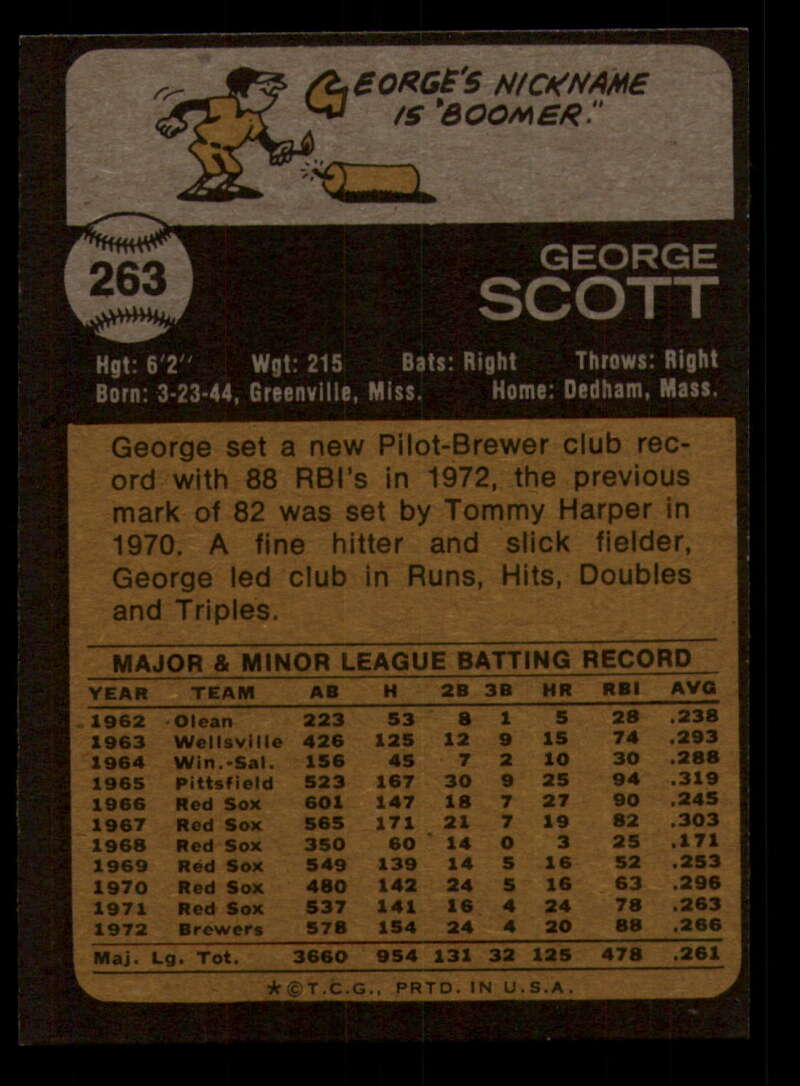 GEORGE'S NICKNAME
IS "BOOMER."
263
GEORGE
SCOTT
Hgt: 6'2" Wgt: 215 Bats: Right Throws: Right
Born: 3-23-44, Greenville, Miss. Home: Dedham, Mass.
George set a new Pilot-Brewer club rec-
ord with 88 RBI's in 1972, the previous
mark of 82 was set by Tommy Harper in
1970. A fine hitter and slick fielder,
George led club in Runs, Hits, Doubles
and Triples.
MAJOR & MINOR LEAGUE BATTING RECORD
YEAR TEAM AB H 2B 3B HR RBI AVG
1962 Olean 223 53 8 1 5 28 .238
1963 Wellsville 426 125 12 9 15 74 .293
1964 Win.-Sal. 156 45 7 2 10 30 .288
1965 Pittsfield 523 167 30 9 25 94 .319
1966 Red Sox 601 147 18 7 27 90 .245
1967 Red Sox 565 171 21 7 19 82 .303
1968 Red Sox 350 60 14 0 3 25 .171
1969 Red Sox 549 139 14 5 16 52 .253
1970 Red Sox 480 142 24 5 16 63 .296
1971 Red Sox 537 141 16 4 24 78 .263
1972 Brewers 578 154 24 4 20 88 .266
Maj. Lg. Tot. 3660 954 131 32 125 478 .261
*©T.C.G., PRTD. IN U.S.A.